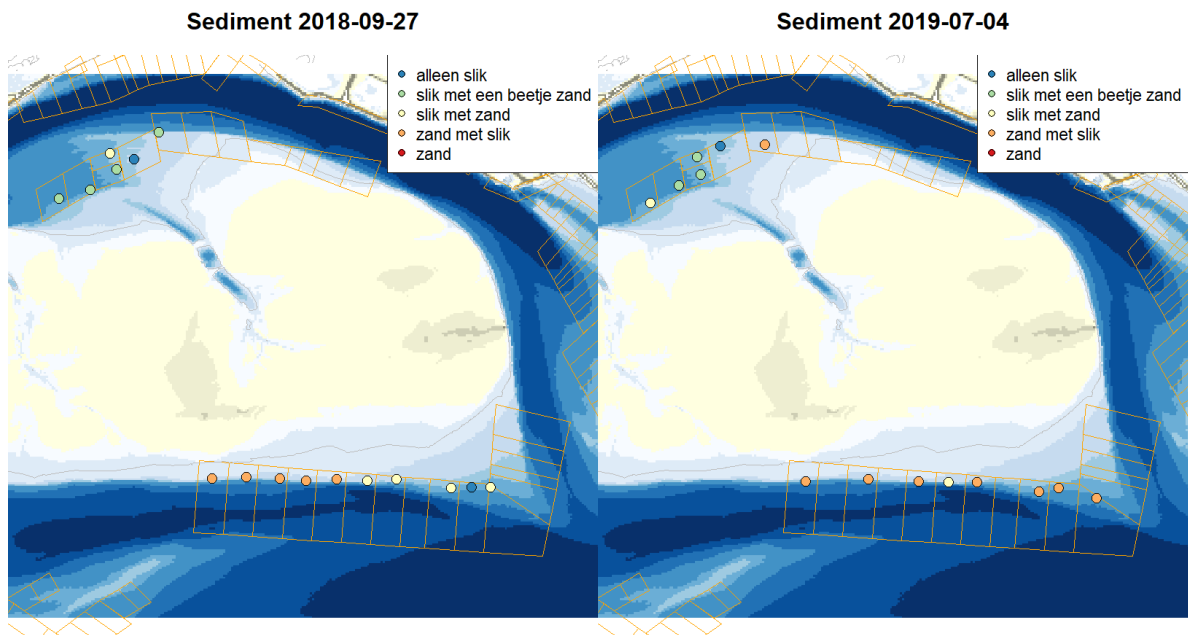 Sediment 2018-09-27
alleen slik
slik met een beetje zand
slik met zand
zand met slik
zand
Sediment 2019-07-04
alleen slik
slik met een beetje zand
slik met zand
zand met slik
zand